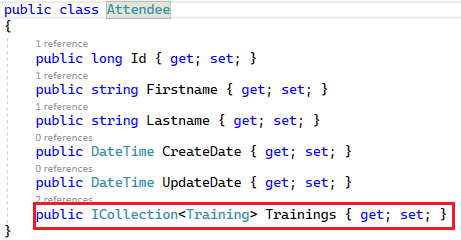 public class Attendee
{
1 reference
public long Id { get; set; }
1 reference
public string Firstname { get; set; }
1 reference
public string Lastname { get; set; }
0 references
public DateTime CreateDate { get; set; }
0 references
public DateTime UpdateDate { get; set; }
2 references
public ICollection<Training> Trainings { get; set; }
}